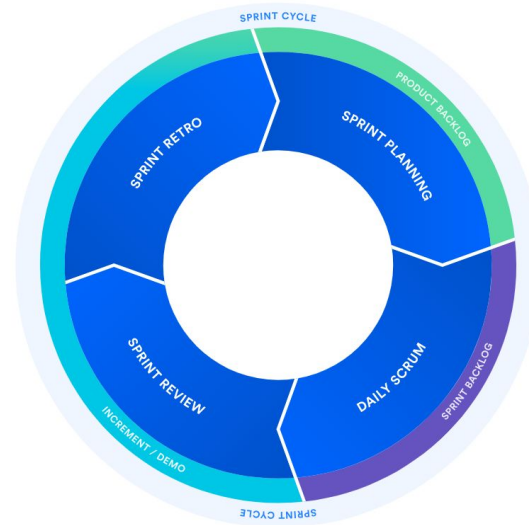 SPRINT CYCLE
PRODUCT BACKLOG
SPRINT PLANNING
SPRINT RETRO
DAILY SCRUM
SPRINT BACKLOG
SPRINT REVIEW
INCREMENT / DEMO
SPRINT CYCLE